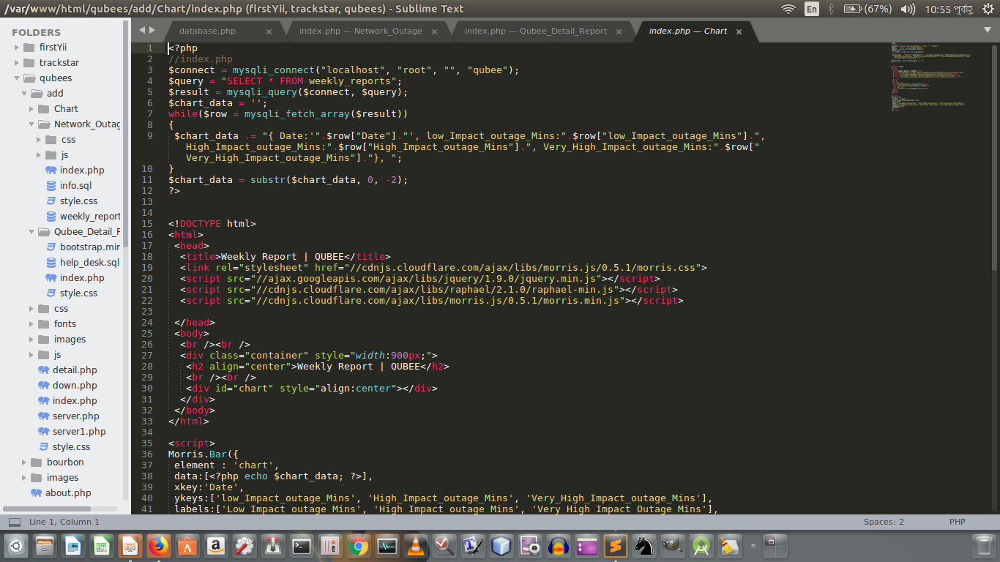 /var/www/html/qubees/add/Chart/index.php (firstYii, trackstar, qubees) - Sublime Text
En
(67%)
10:55 পূর্বাহ্ণ
FOLDERS
firstYii
trackstar
qubees
add
Chart
Network_Outag
css
js
index.php
info.sql
style.css
weekly_report
Qubee_Detail_R
bootstrap.min
help_desk.sql
index.php
style.css
css
fonts
images
js
detail.php
down.php
index.php
server.php
server1.php
style.css
bourbon
images
about.php
database.php ×
index.php — Network_Outage ×
index.php — Qubee_Detail_Report ×
index.php — Chart ×
1 <?php
2 //index.php
3 $connect = mysqli_connect("localhost", "root", "", "qubee");
4 $query = "SELECT * FROM weekly_reports";
5 $result = mysqli_query($connect, $query);
6 $chart_data = '';
7 while($row = mysqli_fetch_array($result))
8 {
9  $chart_data .= "{ Date:'".$row["Date"]."', low_Impact_outage_Mins:".$row["low_Impact_outage_Mins"].",
High_Impact_outage_Mins:".$row["High_Impact_outage_Mins"].", Very_High_Impact_outage_Mins:".$row["
Very_High_Impact_outage_Mins"]."}, ";
10 }
11 $chart_data = substr($chart_data, 0, -2);
12 ?>
13
14
15 <!DOCTYPE html>
16 <html>
17  <head>
18   <title>Weekly Report | QUBEE</title>
19   <link rel="stylesheet" href="//cdnjs.cloudflare.com/ajax/libs/morris.js/0.5.1/morris.css">
20   <script src="//ajax.googleapis.com/ajax/libs/jquery/1.9.0/jquery.min.js"></script>
21   <script src="//cdnjs.cloudflare.com/ajax/libs/raphael/2.1.0/raphael-min.js"></script>
22   <script src="//cdnjs.cloudflare.com/ajax/libs/morris.js/0.5.1/morris.min.js"></script>
23
24  </head>
25  <body>
26   <br /><br />
27   <div class="container" style="width:900px;">
28    <h2 align="center">Weekly Report | QUBEE</h2>
29    <br /><br />
30    <div id="chart" style="align:center"></div>
31   </div>
32  </body>
33 </html>
34
35 <script>
36 Morris.Bar({
37  element : 'chart',
38  data:[<?php echo $chart_data; ?>],
39  xkey:'Date',
40  ykeys:['low_Impact_outage_Mins', 'High_Impact_outage_Mins', 'Very_High_Impact_outage_Mins'],
41  labels:['Low Impact outage Mins', 'High Impact outage Mins', 'Very High Impact Outage Mins'],
Line 1, Column 1
Spaces: 2
PHP